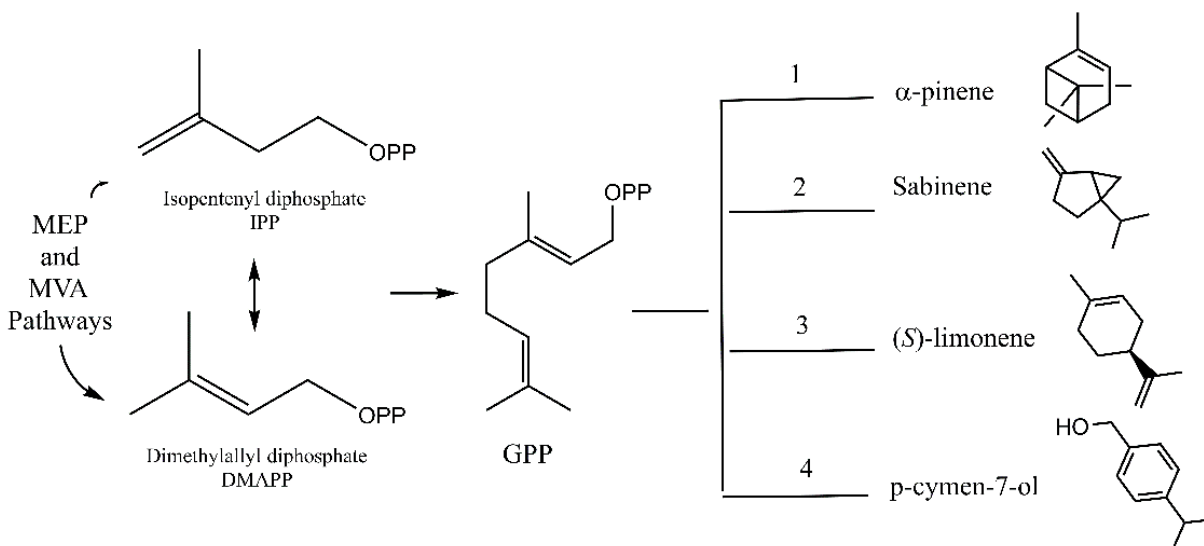 OPP
Isopentenyl diphosphate
IPP
MEP
and
MVA
Pathways
OPP
Dimethylallyl diphosphate
DMAPP
OPP
GPP
1
α-pinene
2
Sabinene
3
(S)-limonene
4
p-cymen-7-ol
HO